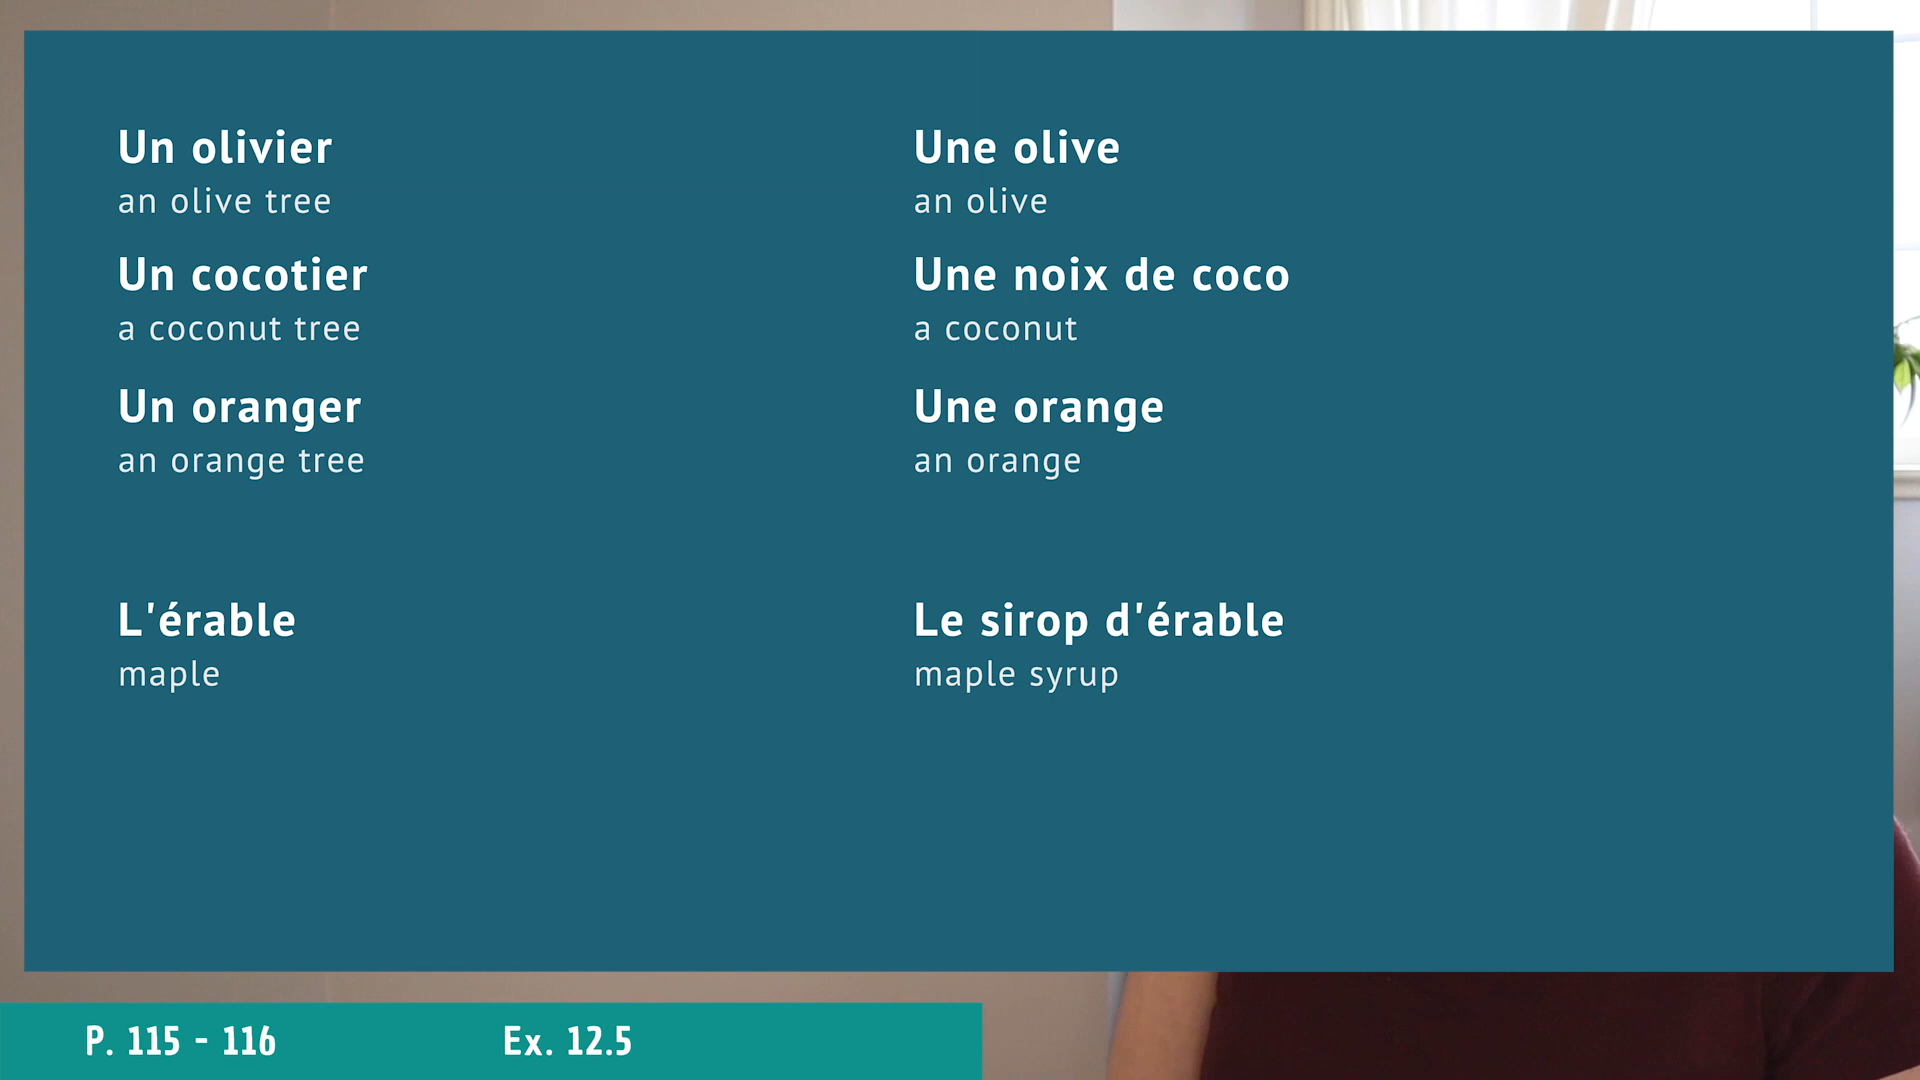 Un olivier
an olive tree
Une olive
an olive
Un cocotier
a coconut tree
Une noix de coco
a coconut
Un oranger
an orange tree
Une orange
an orange
L'érable
maple
Le sirop d'érable
maple syrup
P. 115 - 116
Ex. 12.5